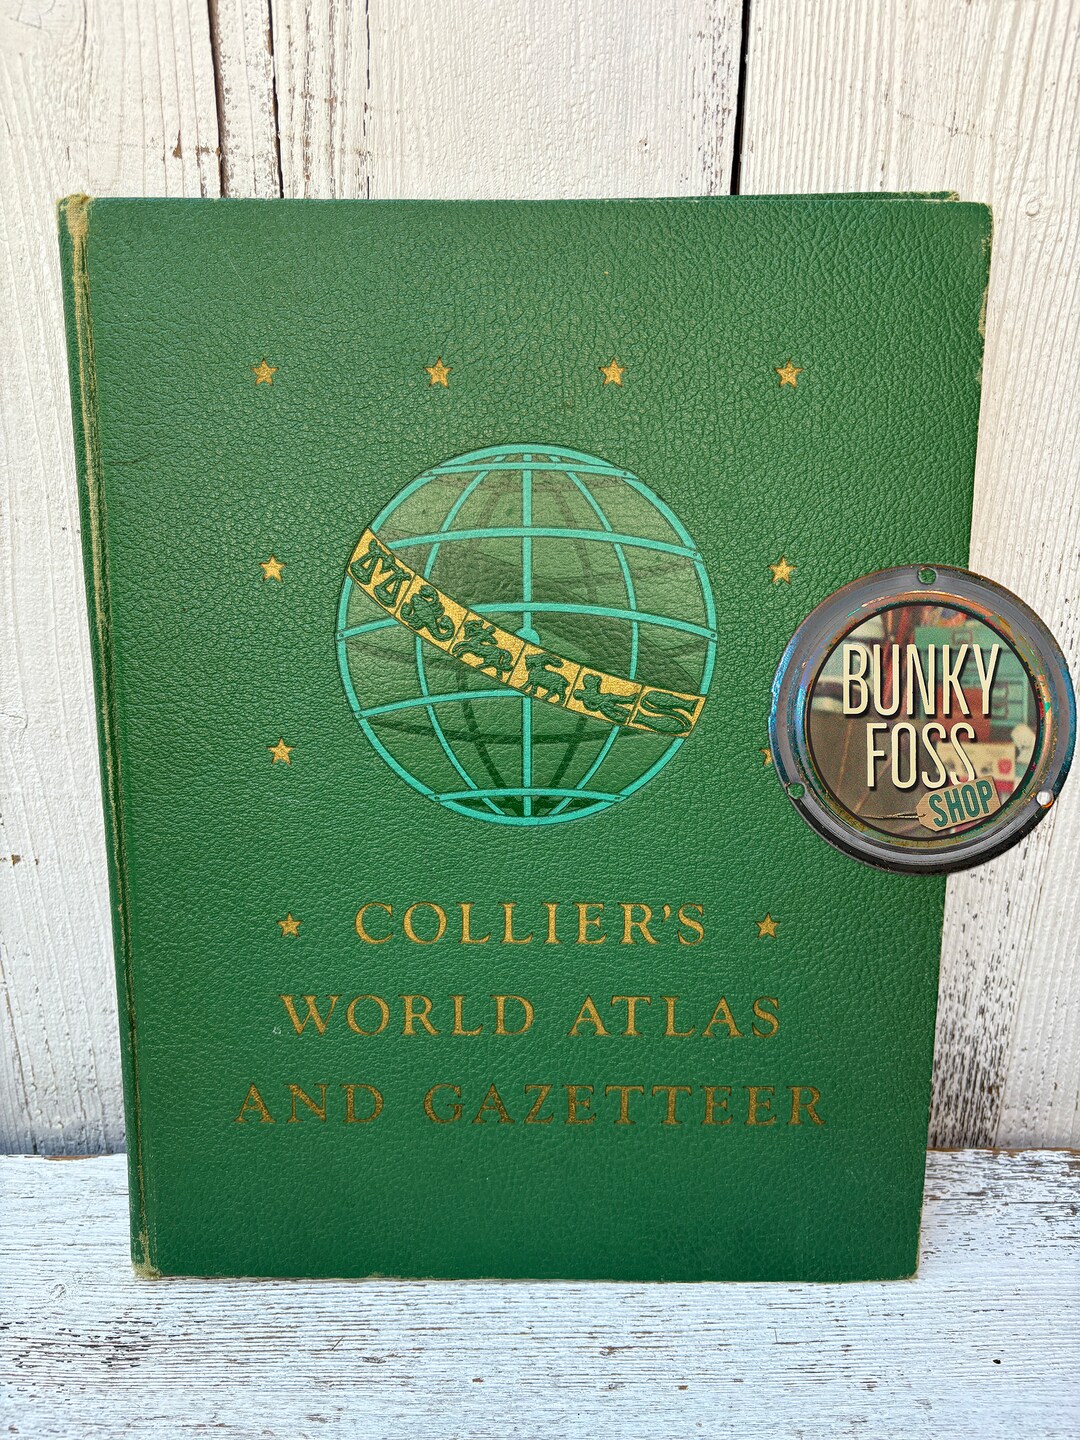 COLLIER'S
WORLD ATLAS
AND GAZETTEER
BUNKY
FOSS
SHOP